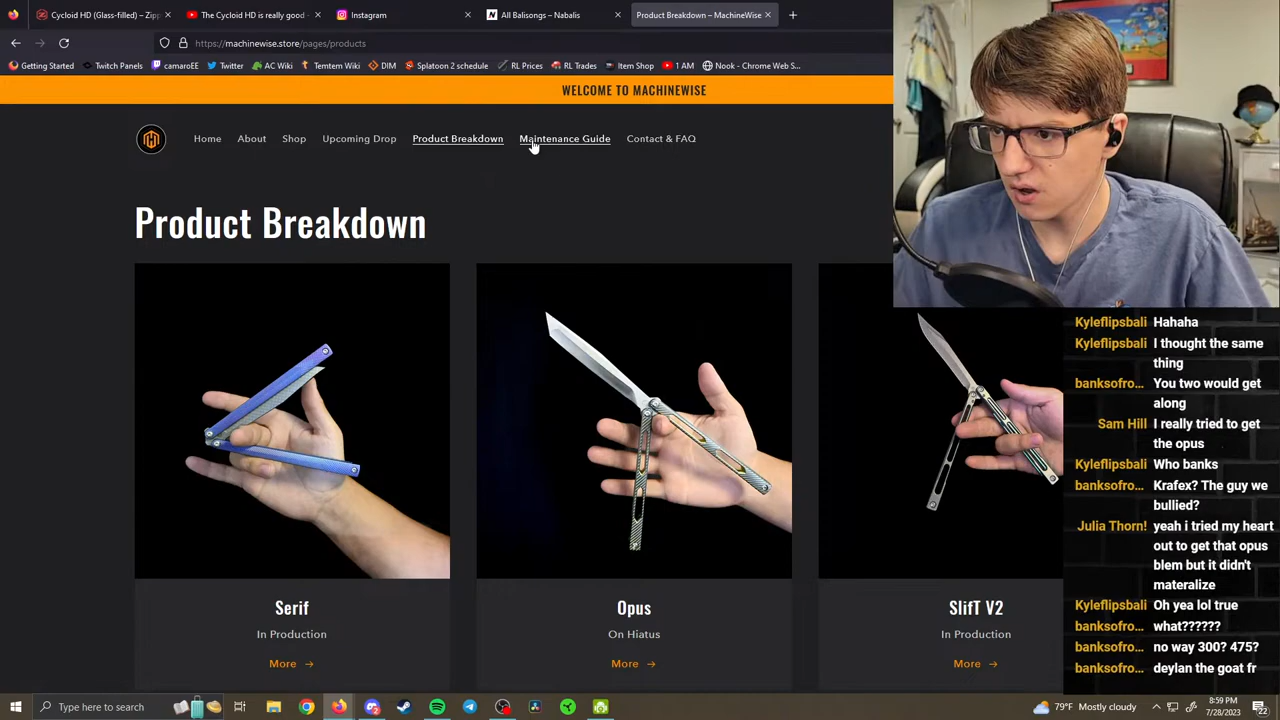 Cycloid HD (Glass-filled) – Zipp
The Cycloid HD is really good -
Instagram
All Balisongs – Nabalis
Product Breakdown – MachineWise
https://machinewise.store/pages/products
Getting Started
Twitch Panels
camaroEE
Twitter
AC Wiki
Temtem Wiki
DIM
Splatoon 2 schedule
RL Prices
RL Trades
Item Shop
1 AM
Nook - Chrome Web S...
WELCOME TO MACHINEWISE
Home
About
Shop
Upcoming Drop
Product Breakdown
Maintenance Guide
Contact & FAQ
Product Breakdown
Serif
In Production
More →
Opus
On Hiatus
More →
SlifT V2
In Production
More →
Kyleflipsbali Hahaha
Kyleflipsbali I thought the same
thing
banksofro... You two would get
along
Sam Hill I really tried to get
the opus
Kyleflipsbali Who banks
banksofro... Krafex? The guy we
bullied?
Julia Thorn! yeah i tried my heart
out to get that opus
blem but it didn't
materalize
Kyleflipsbali Oh yea lol true
banksofro... what??????
banksofro... no way 300? 475?
banksofro... deylan the goat fr
Type here to search
79°F Mostly cloudy
8:59 PM
7/28/2023
22